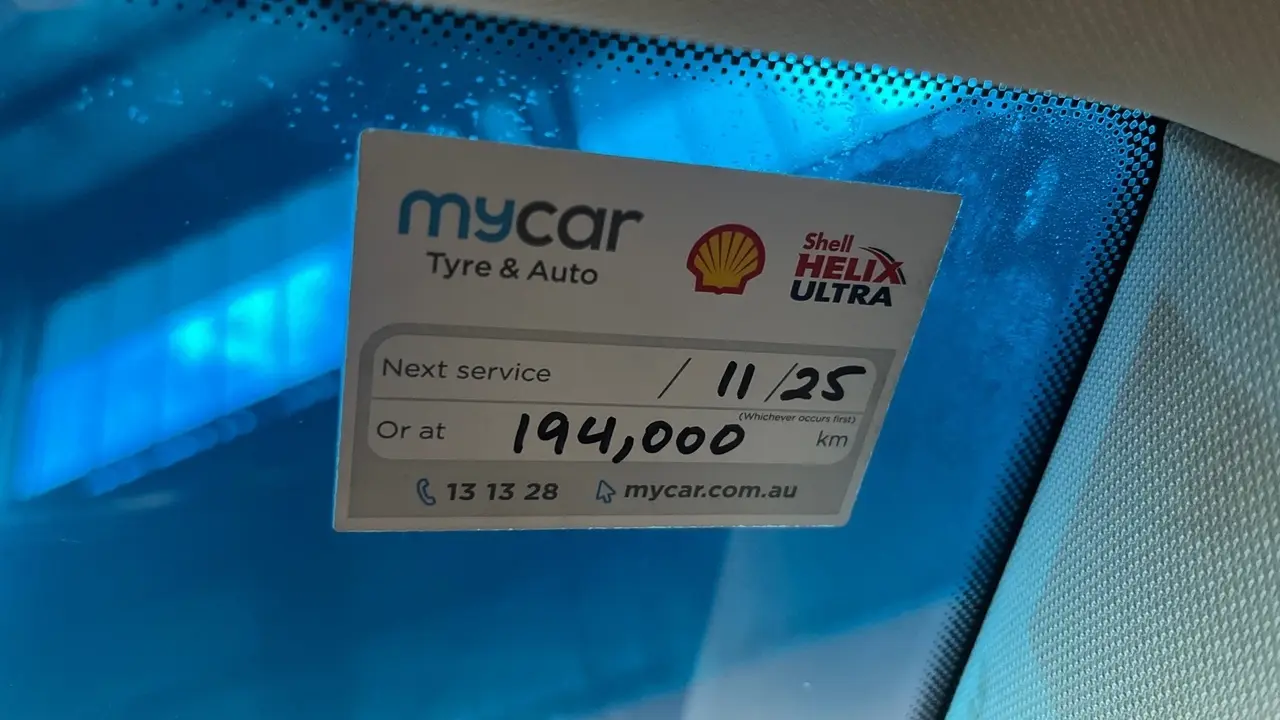 mycar
Tyre & Auto
Shell
HELIX
ULTRA
Next service / 11/25
(Whichever occurs first)
Or at 194,000 km
13 13 28 mycar.com.au